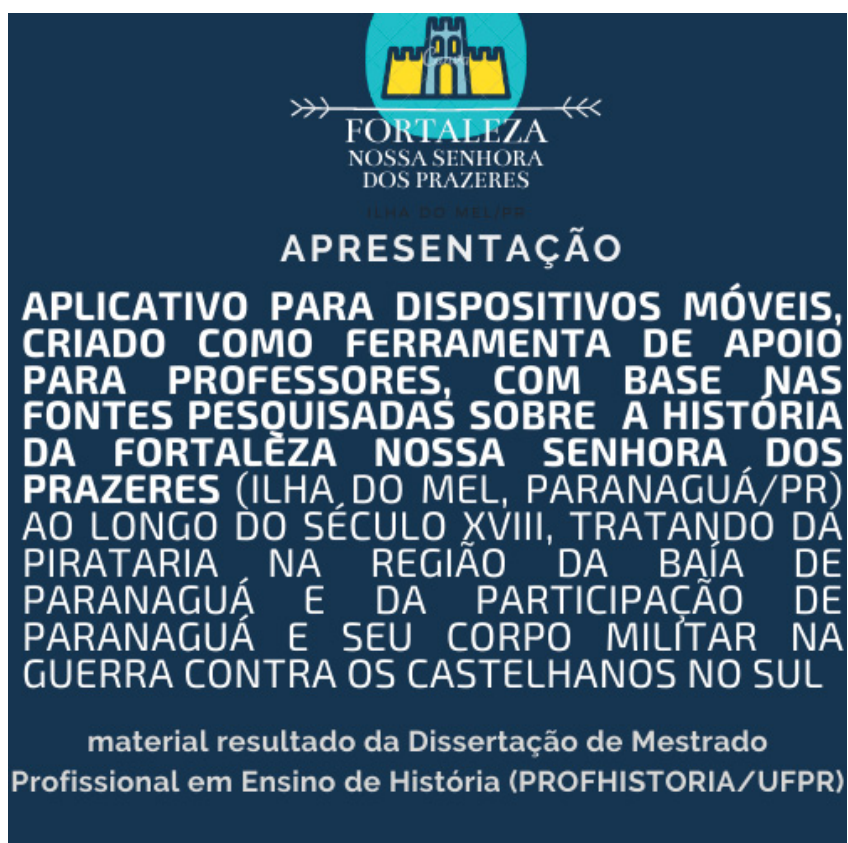 Canva
FORTALEZA
NOSSA SENHORA
DOS PRAZERES
ILHA DO MEL/PR
APRESENTAÇÃO
APLICATIVO PARA DISPOSITIVOS MÓVEIS,
CRIADO COMO FERRAMENTA DE APOIO
PARA PROFESSORES, COM BASE NAS
FONTES PESQUISADAS SOBRE A HISTÓRIA
DA FORTALÈZA NOSSA SENHORA DOS
PRAZERES (ILHA DO MEL, PARANAGUÁ/PR)
AO LONGO DO SÉCULO XVIII, TRATANDO DA
PIRATARIA NA REGIÃO DA BAÍA DE
PARANAGUÁ E DA PARTICIPAÇÃO DE
PARANAGUÁ E SEU CORPO MILITAR NA
GUERRA CONTRA OS CASTELHANOS NO SUL
material resultado da Dissertação de Mestrado
Profissional em Ensino de História (PROFHISTORIA/UFPR)